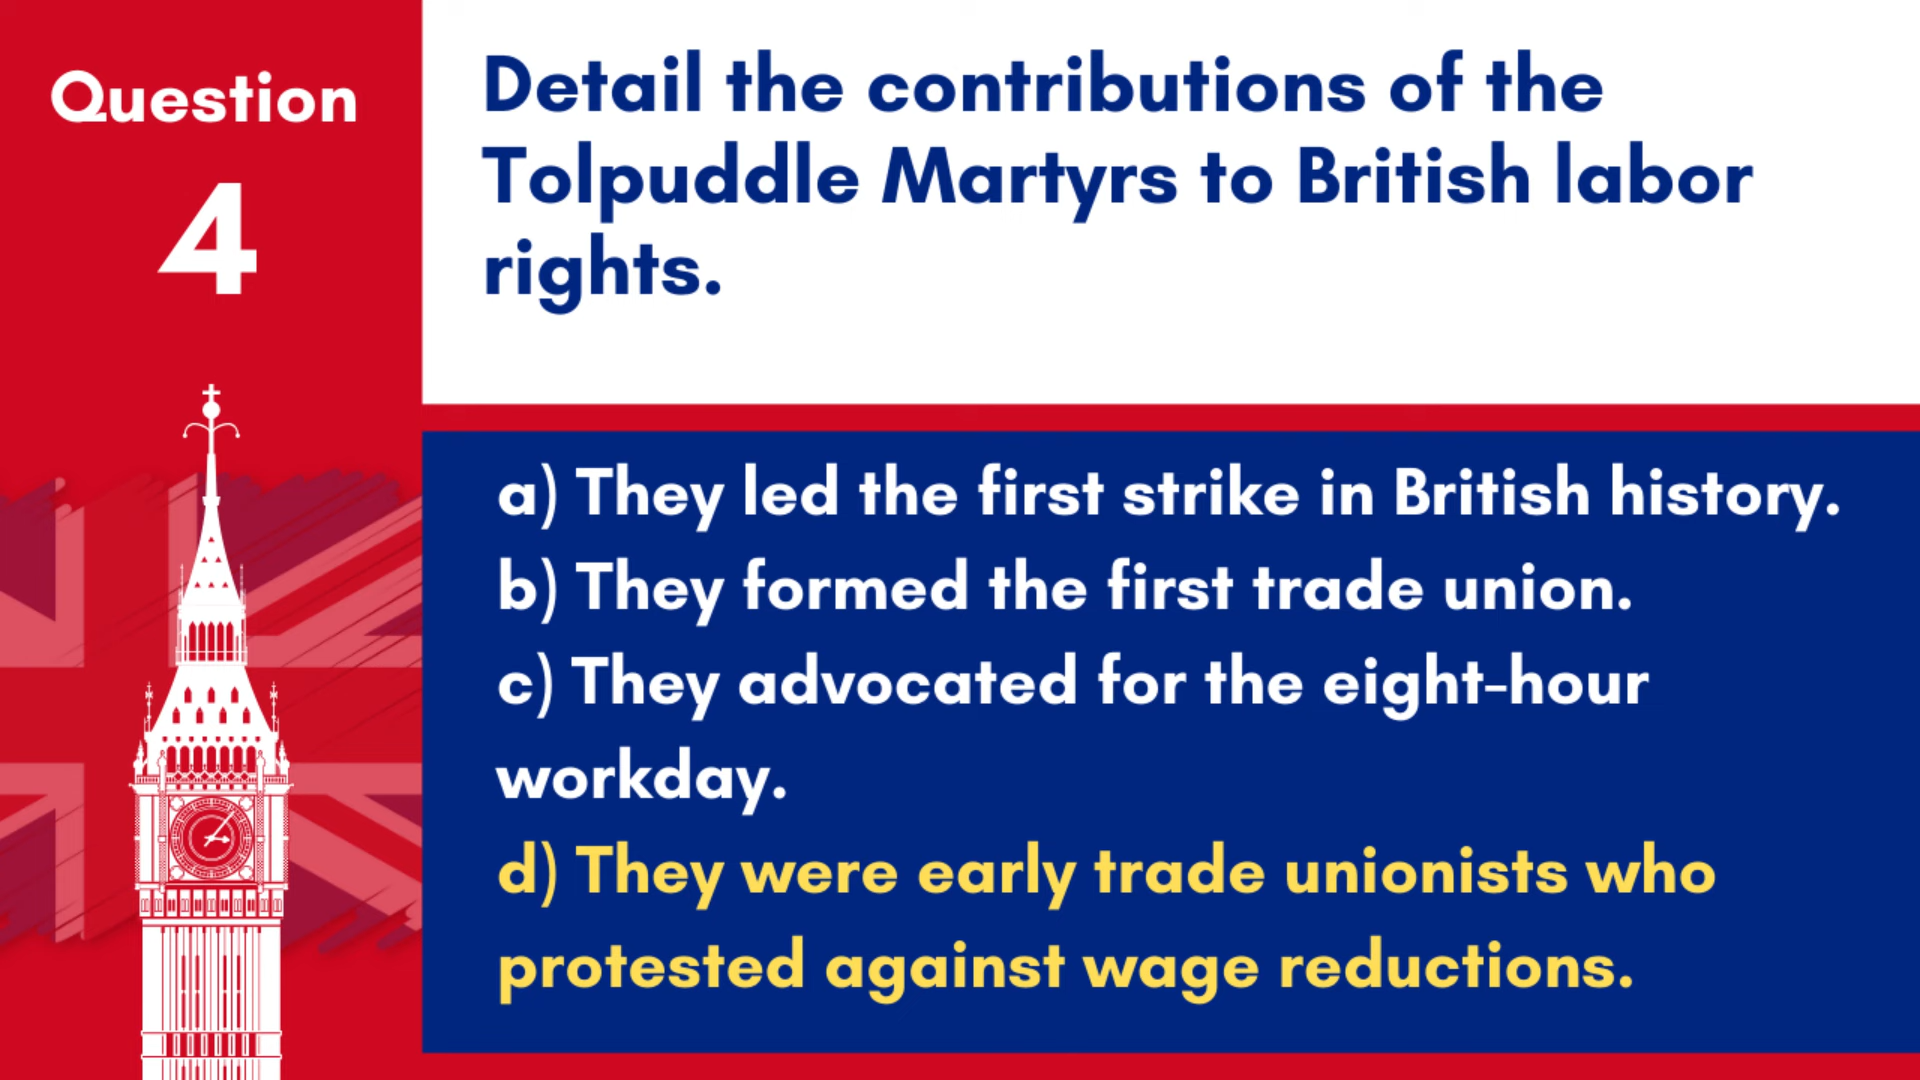 Question
4
Detail the contributions of the
Tolpuddle Martyrs to British labor
rights.
a) They led the first strike in British history.
b) They formed the first trade union.
c) They advocated for the eight-hour
workday.
d) They were early trade unionists who
protested against wage reductions.